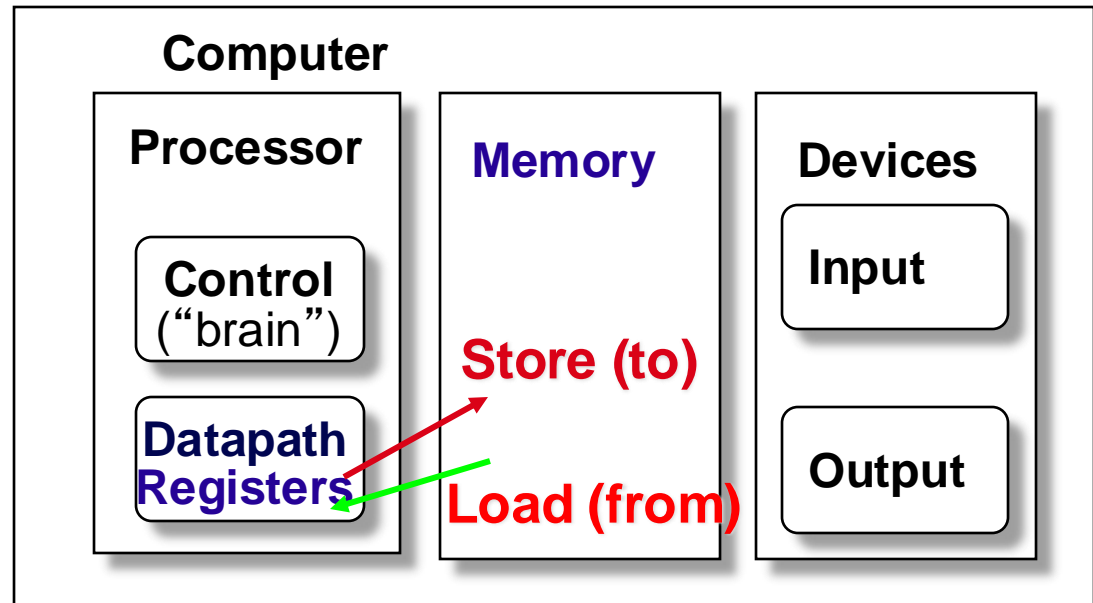 Computer
Processor
Control
(“brain”)
Datapath
Registers
Memory
Store (to)
Load (from)
Devices
Input
Output